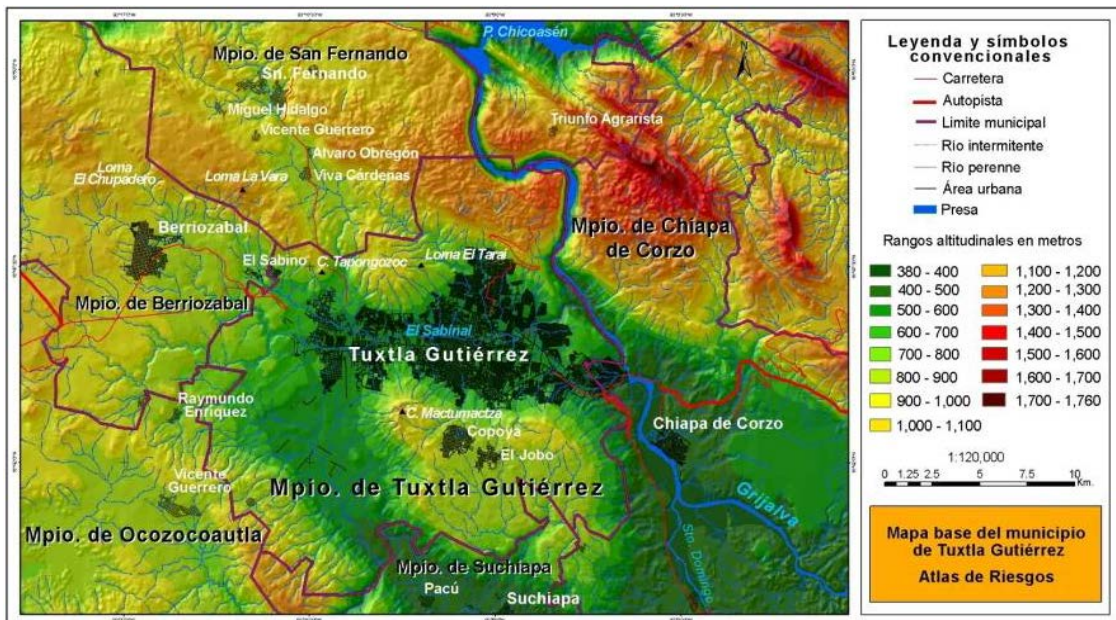 P. Chicoasén
Mpio. de San Fernando
Sn. Fernando
Miguel Hidalgo
Vicente Guerrero
Triunfo Agrarista
Alvaro Obregón
Loma
El Chupadero
Loma La Vara
Viva Cárdenas
Berriozabal
Mpio. de Chiapa
de Corzo
El Sabino
C. Tapongozoc
Loma El Taraí
Mpio. de Berriozabal
El Sabinal
Tuxtla Gutiérrez
Raymundo
Enriquez
C. Mactumactza
Copoya
Chiapa de Corzo
El Jobo
Vicente
Guerrero
Mpio. de Tuxtla Gutiérrez
Grijalva
Mpio. de Ocozocoautla
Sto. Domingo
Mpio. de Suchiapa
Pacú
Suchiapa
N
Leyenda y símbolos
convencionales
Carretera
Autopista
Limite municipal
Río intermitente
Río perenne
Área urbana
Presa
Rangos altitudinales en metros
380 - 400
400 - 500
500 - 600
600 - 700
700 - 800
800 - 900
900 - 1,000
1,000 - 1,100
1,100 - 1,200
1,200 - 1,300
1,300 - 1,400
1,400 - 1,500
1,500 - 1,600
1,600 - 1,700
1,700 - 1,760
1:120,000
0 1.25 2.5 5 7.5 10
Km.
Mapa base del municipio
de Tuxtla Gutiérrez
Atlas de Riesgos